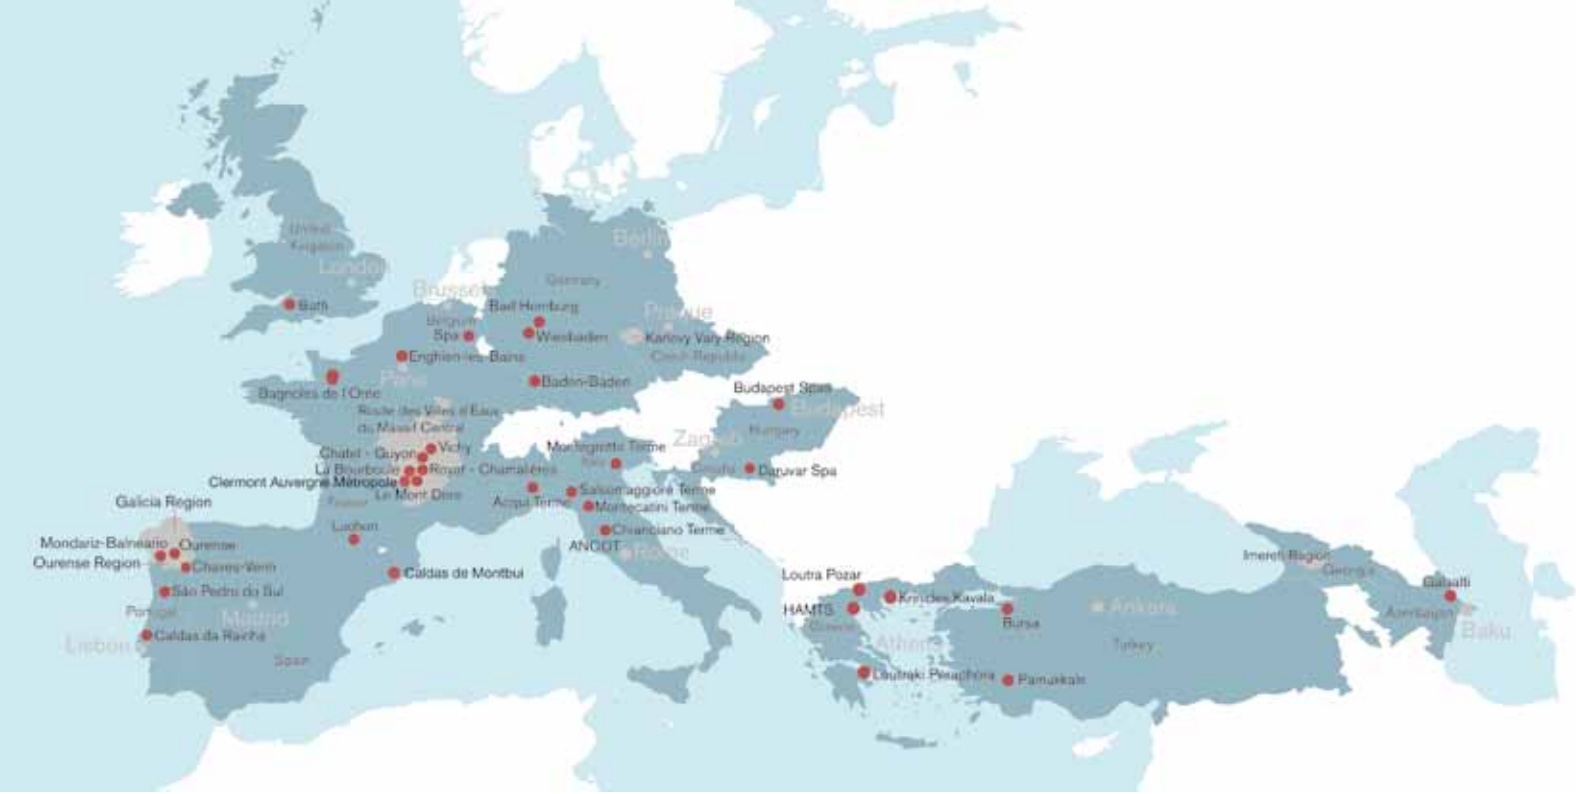 United
Kingdom
London
Bath
Berlin
Germany
Brussels
Belgium
Spa
Bad Homburg
Wiesbaden
Prague
Karlovy Vary Region
Czech Republic
Enghien-les-Bains
Paris
Bagnoles de l'Orne
Baden-Baden
Route des Villes d'Eaux
du Massif Central
Vichy
Chatel - Guyon
La Bourboule
Royat - Chamalières
Clermont Auvergne Métropole
Le Mont Dore
France
Luchon
Budapest Spas
Budapest
Hungary
Zagreb
Croatia
Daruvar Spa
Montegrotto Terme
Italy
Acqui Terme
Salsomaggiore Terme
Montecatini Terme
Chianciano Terme
ANCOT
Rome
Galicia Region
Mondariz-Balneario
Ourense
Ourense Region
Chaves-Verin
São Pedro do Sul
Portugal
Madrid
Caldas da Rainha
Lisbon
Spain
Caldas de Montbui
Loutra Pozar
HAMTS
Krinides Kavala
Greece
Athens
Loutraki Perachora
Bursa
Pamukkale
Ankara
Turkey
Imereti Region
Georgia
Galaalti
Azerbaijan
Baku